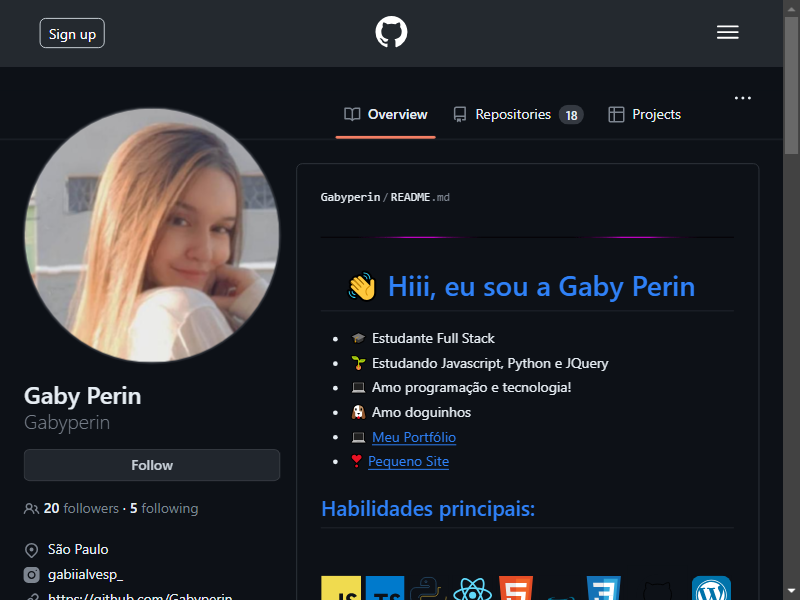 Sign up
Overview
Repositories 18
Projects
Gabyperin/README.md
👋 Hiii, eu sou a Gaby Perin
🎓 Estudante Full Stack
🌱 Estudando Javascript, Python e JQuery
💻 Amo programação e tecnologia!
🐶 Amo doguinhos
💻 Meu Portfólio
❣ Pequeno Site
Habilidades principais:
JS TS
Gaby Perin
Gabyperin
Follow
20 followers · 5 following
São Paulo
gabiialvesp_
https://github.com/Gabyperin